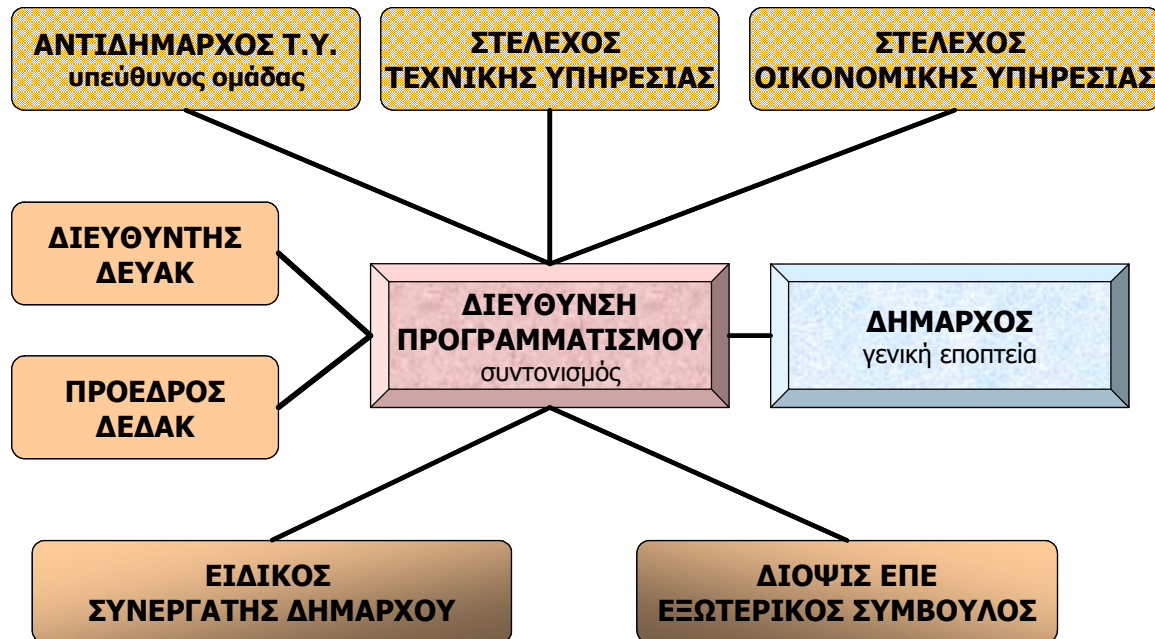 ΑΝΤΙΔΗΜΑΡΧΟΣ Τ.Υ.
υπεύθυνος ομάδας
ΣΤΕΛΕΧΟΣ
ΤΕΧΝΙΚΗΣ ΥΠΗΡΕΣΙΑΣ
ΣΤΕΛΕΧΟΣ
ΟΙΚΟΝΟΜΙΚΗΣ ΥΠΗΡΕΣΙΑΣ
ΔΙΕΥΘΥΝΤΗΣ
ΔΕΥΑΚ
ΠΡΟΕΔΡΟΣ
ΔΕΔΑΚ
ΔΙΕΥΘΥΝΣΗ
ΠΡΟΓΡΑΜΜΑΤΙΣΜΟΥ
συντονισμός
ΔΗΜΑΡΧΟΣ
γενική εποπτεία
ΕΙΔΙΚΟΣ
ΣΥΝΕΡΓΑΤΗΣ ΔΗΜΑΡΧΟΥ
ΔΙΟΨΙΣ ΕΠΕ
ΕΞΩΤΕΡΙΚΟΣ ΣΥΜΒΟΥΛΟΣ